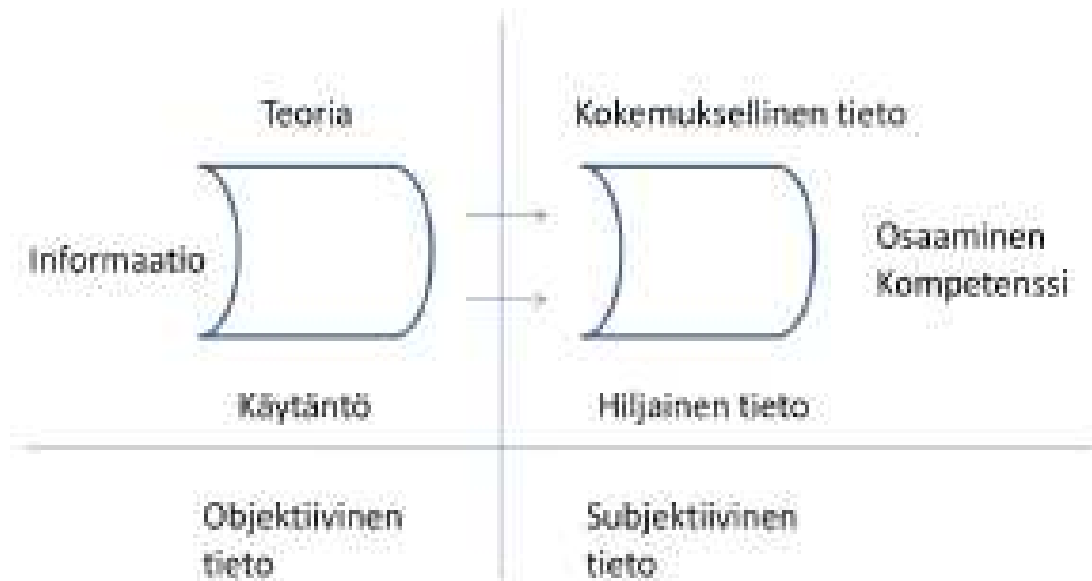 Teoria
Kokemuksellinen tieto
Informaatio
Osaaminen
Kompetenssi
Käytäntö
Hiljainen tieto
Objektiivinen
tieto
Subjektiivinen
tieto